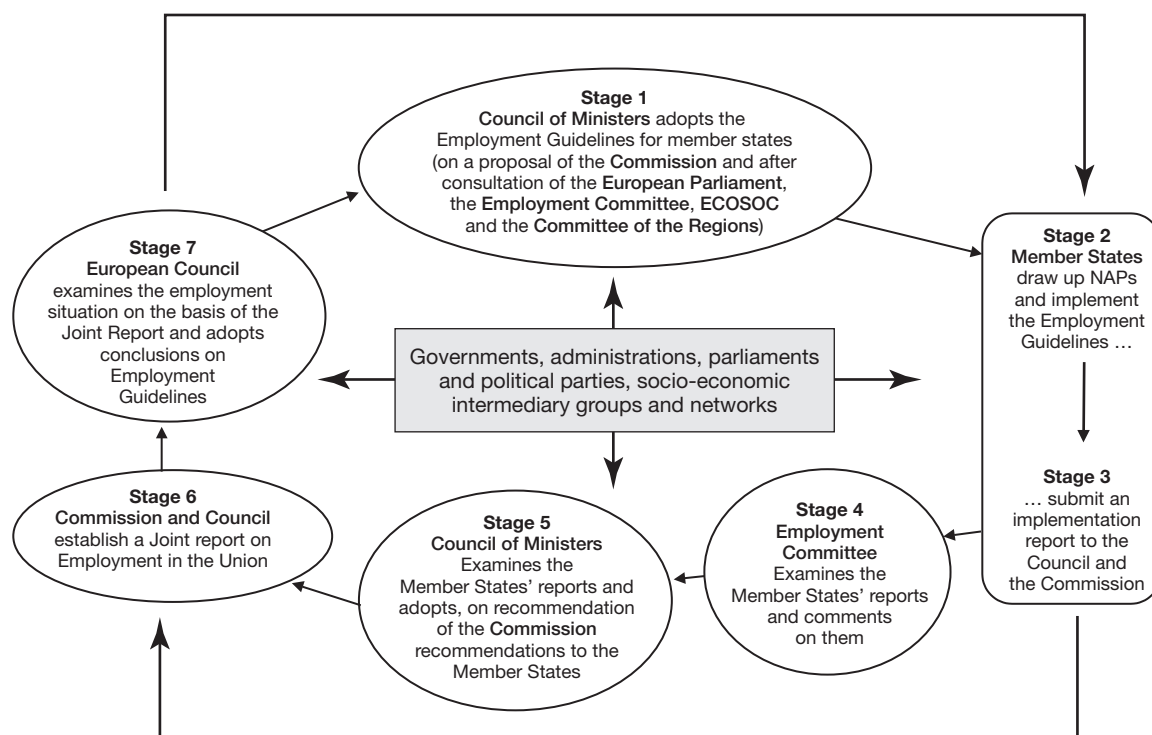 Stage 1
Council of Ministers adopts the
Employment Guidelines for member states
(on a proposal of the Commission and after
consultation of the European Parliament,
the Employment Committee, ECOSOC
and the Committee of the Regions)
Stage 2
Member States
draw up NAPs
and implement
the Employment
Guidelines …
Stage 3
… submit an
implementation
report to the
Council and
the Commission
Stage 4
Employment
Committee
Examines the
Member States’ reports
and comments
on them
Stage 5
Council of Ministers
Examines the
Member States’ reports and
adopts, on recommendation
of the Commission
recommendations to the
Member States
Stage 6
Commission and Council
establish a Joint report on
Employment in the Union
Stage 7
European Council
examines the employment
situation on the basis of the
Joint Report and adopts
conclusions on
Employment
Guidelines
Governments, administrations, parliaments
and political parties, socio-economic
intermediary groups and networks